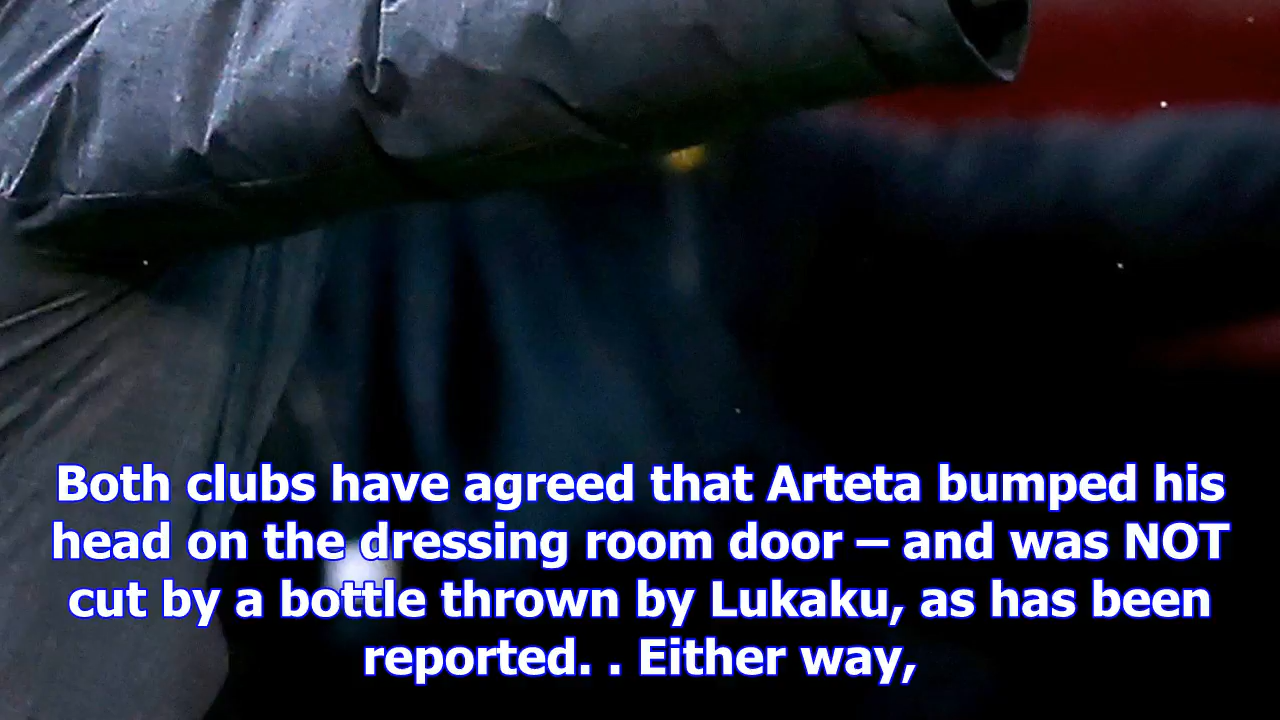 Both clubs have agreed that Arteta bumped his
head on the dressing room door – and was NOT
cut by a bottle thrown by Lukaku, as has been
reported. . Either way,